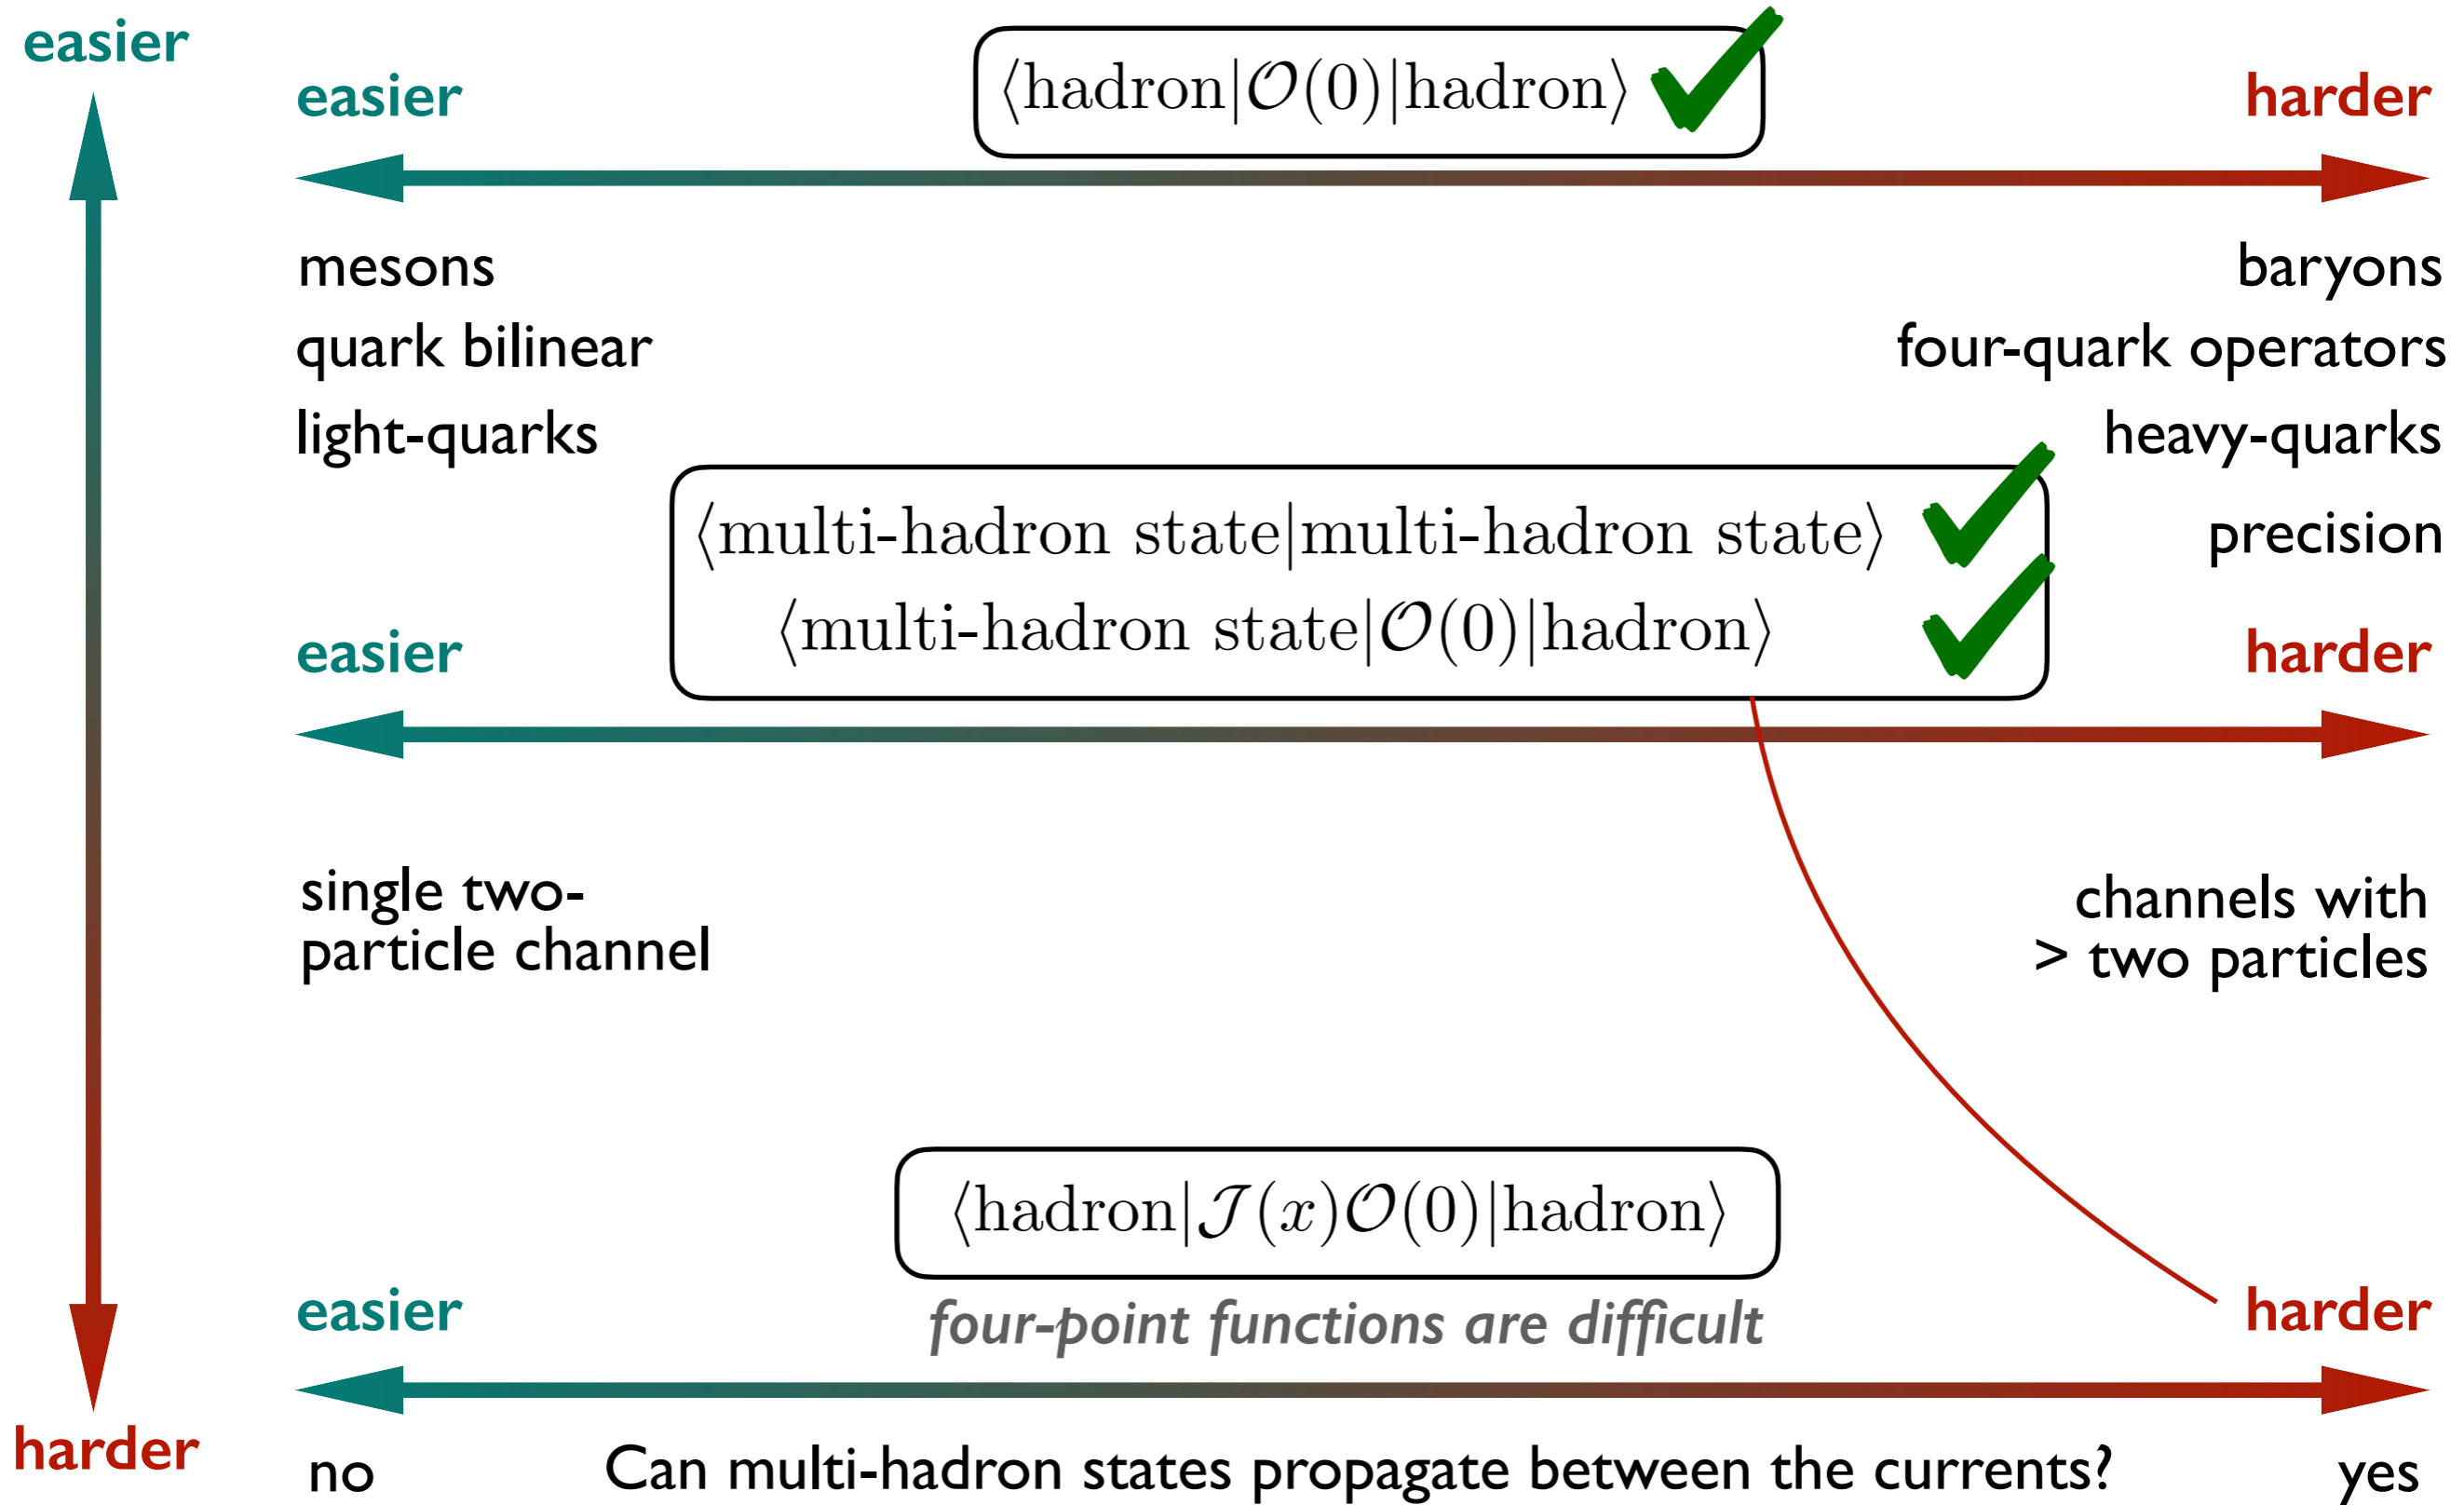 easier
easier
⟨hadron|𝒪(0)|hadron⟩
harder
mesons
baryons
quark bilinear
four-quark operators
light-quarks
heavy-quarks
⟨multi-hadron state|multi-hadron state⟩
precision
⟨multi-hadron state|𝒪(0)|hadron⟩
easier
harder
single two-
particle channel
channels with
> two particles
⟨hadron|𝒥(x)𝒪(0)|hadron⟩
easier
four-point functions are difficult
harder
harder
no
Can multi-hadron states propagate between the currents?
yes